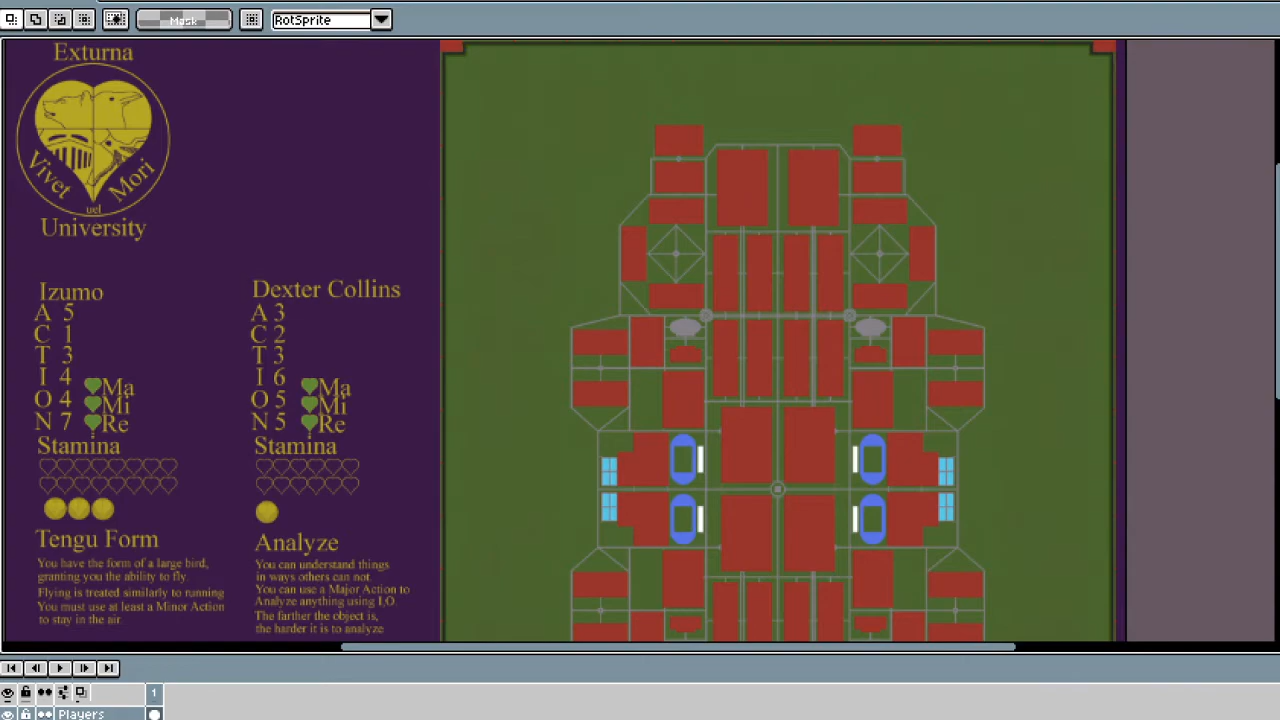 Mask
RotSprite
Exturna
Vivet
uel
Mori
University
Izumo
A 5
C 1
T 3
I 4
O 4
N 7
Ma
Mi
Re
Stamina
Tengu Form
You have the form of a large bird,
granting you the ability to fly.
Flying is treated similarly to running
You must use at least a Minor Action
to stay in the air.
Dexter Collins
A 3
C 2
T 3
I 6
O 5
N 5
Ma
Mi
Re
Stamina
Analyze
You can understand things
in ways others can not.
You can use a Major Action to
Analyze anything using I,O.
The farther the object is,
the harder it is to analyze
1
Players